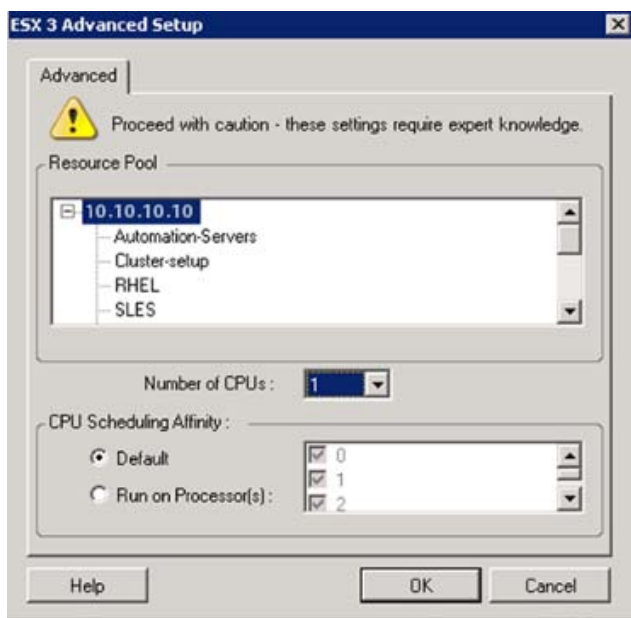 ESX 3 Advanced Setup
Advanced
Proceed with caution - these settings require expert knowledge.
Resource Pool
10.10.10.10
Automation-Servers
Cluster-setup
RHEL
SLES
Number of CPUs : 1
CPU Scheduling Affinity :
Default
Run on Processor(s) :
0
1
2
Help OK Cancel